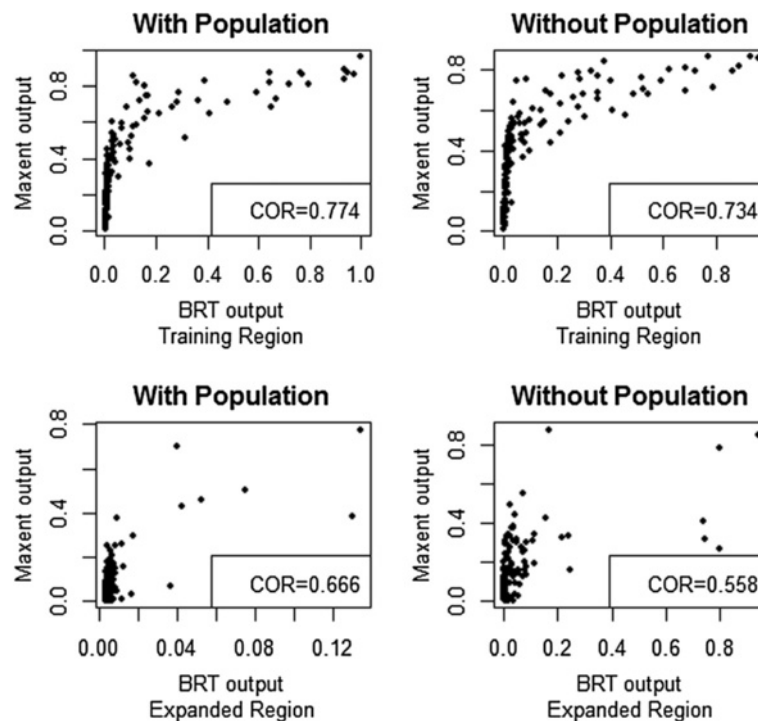 With Population
Maxent output
0.0 0.4 0.8
COR=0.774
0.0 0.2 0.4 0.6 0.8 1.0
BRT output
Training Region
Without Population
Maxent output
0.0 0.4 0.8
COR=0.734
0.0 0.2 0.4 0.6 0.8
BRT output
Training Region
With Population
Maxent output
0.0 0.4 0.8
COR=0.666
0.00 0.04 0.08 0.12
BRT output
Expanded Region
Without Population
Maxent output
0.0 0.4 0.8
COR=0.558
0.0 0.2 0.4 0.6 0.8
BRT output
Expanded Region